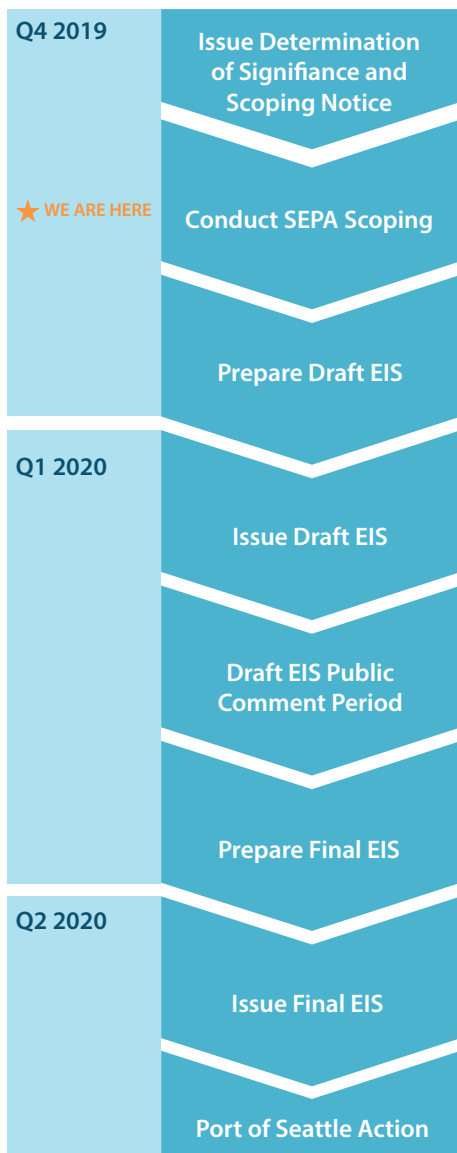 Q4 2019
Issue Determination
of Signifiance and
Scoping Notice
★ WE ARE HERE
Conduct SEPA Scoping
Prepare Draft EIS
Q1 2020
Issue Draft EIS
Draft EIS Public
Comment Period
Prepare Final EIS
Q2 2020
Issue Final EIS
Port of Seattle Action